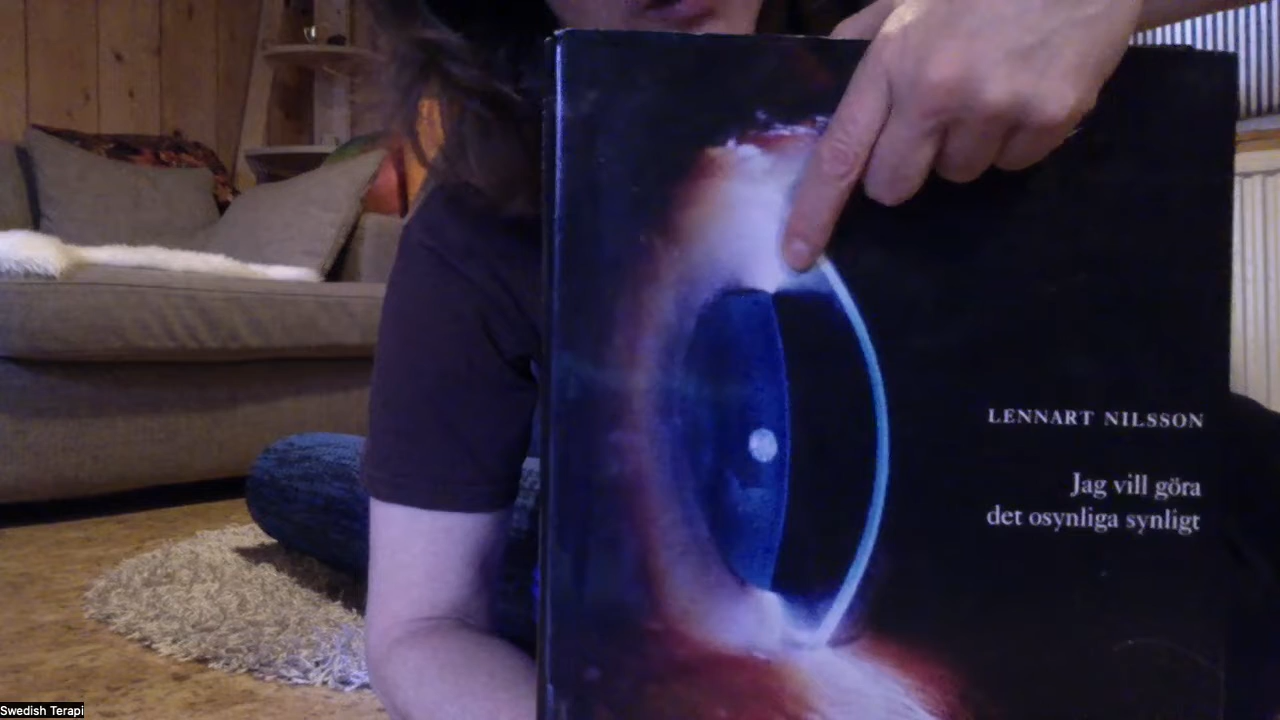 LENNART NILSSON
Jag vill göra
det osynliga synligt
Swedish Terapi